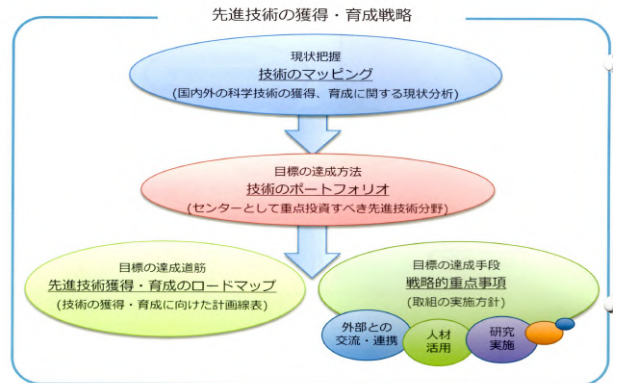 先進技術の獲得・育成戦略
現状把握
技術のマッピング
(国内外の科学技術の獲得、育成に関する現状分析)
目標の達成方法
技術のポートフォリオ
(センターとして重点投資すべき先進技術分野)
目標の達成道筋
先進技術獲得・育成のロードマップ
(技術の獲得・育成に向けた計画線表)
目標の達成手段
戦略的重点事項
(取組の実施方針)
外部との
交流・連携
人材
活用
研究
実施